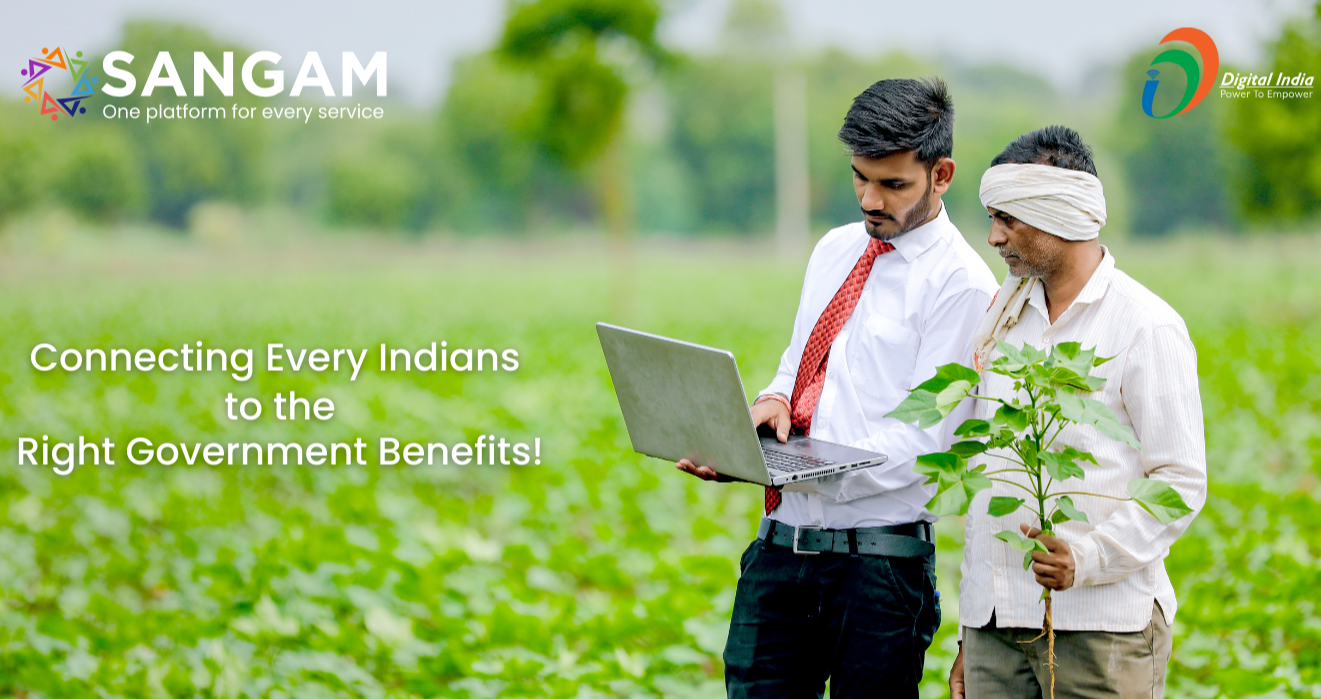 SANGAM
One platform for every service
Digital India
Power To Empower
Connecting Every Indians
to the
Right Government Benefits!